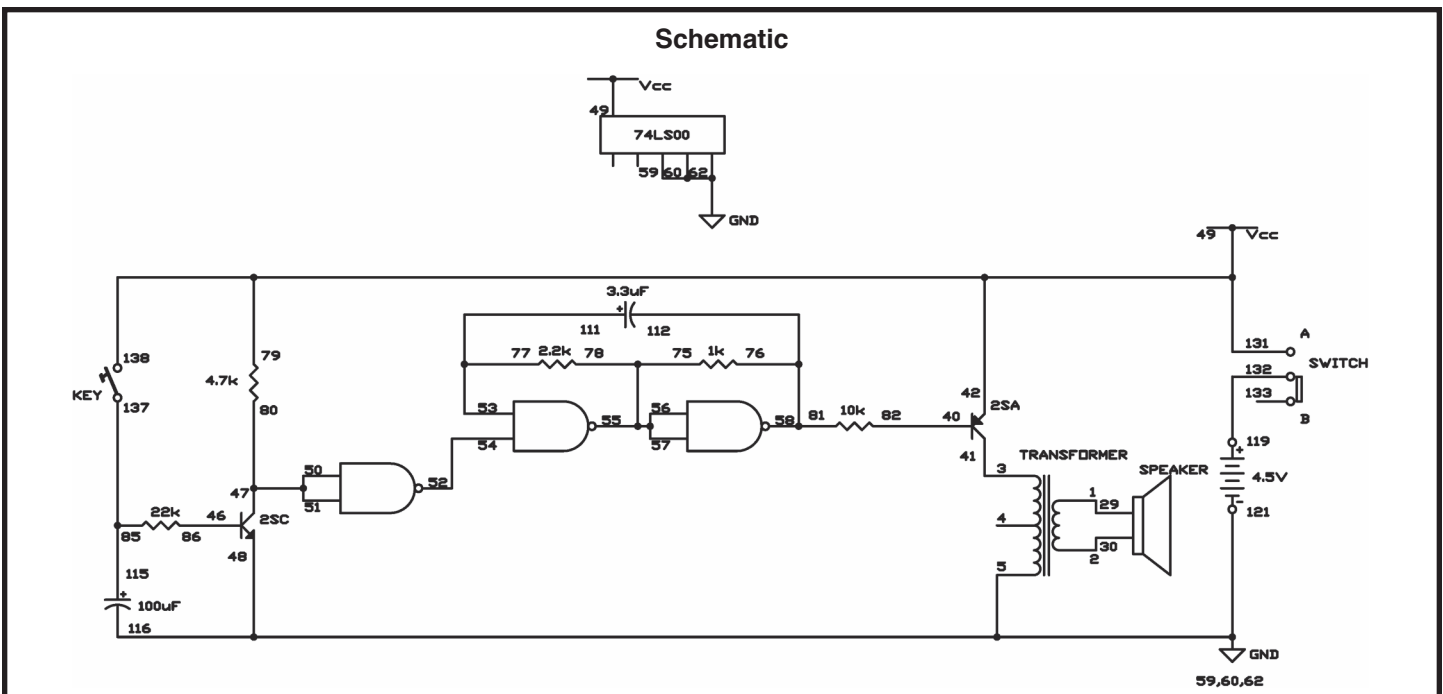 Schematic
Vcc
49
74LS00
59 60 62
GND
49 Vcc
3.3uF
+
111 112
A
138
79
77 2.2k 78
75 1k 76
131
SWITCH
4.7k
132
KEY
137
80
133
42
2SA
53
56
81 10k 82
40
B
55
58
54
57
41
119
+
TRANSFORMER
50
3
SPEAKER
4.5V
47
52
1
51
29
-
22k
46
2SC
4
121
85 86
30
48
2
115
5
+
100uF
116
GND
59,60,62